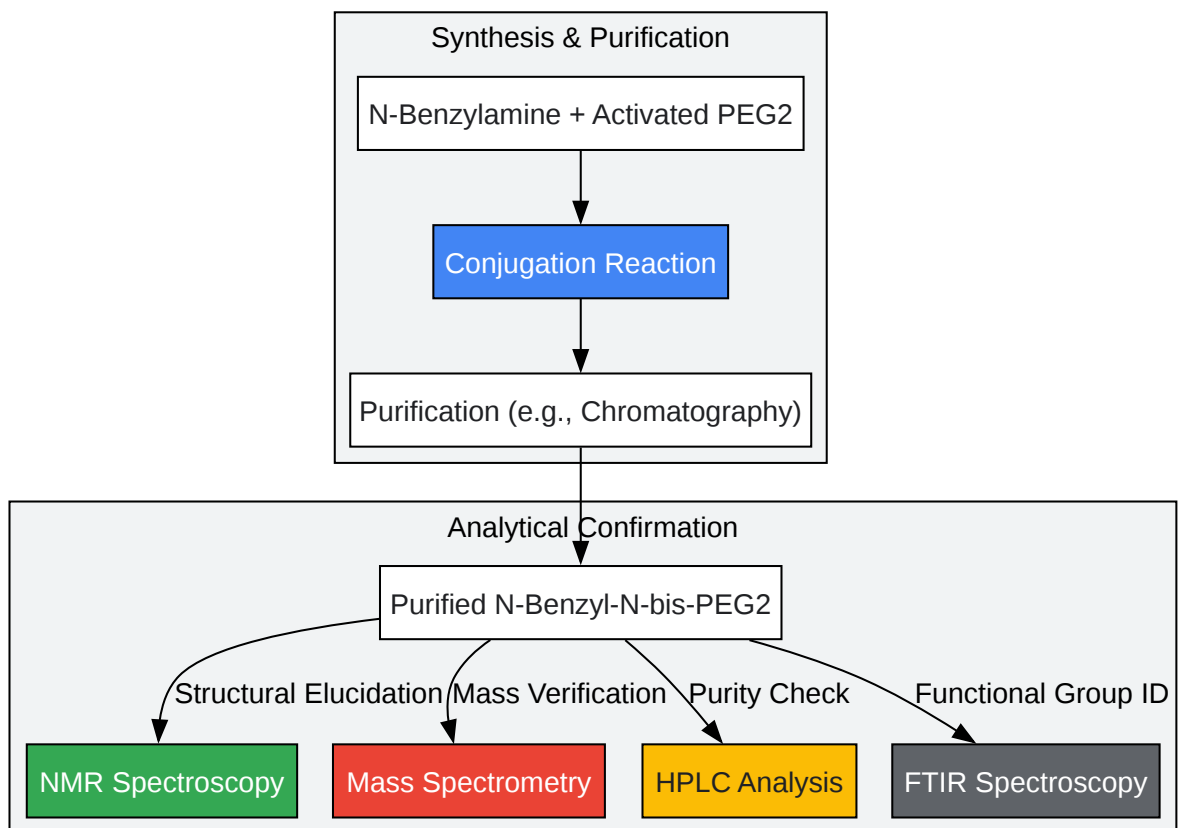 Synthesis & Purification
N-Benzylamine + Activated PEG2
Conjugation Reaction
Purification (e.g., Chromatography)
Analytical Confirmation
Purified N-Benzyl-N-bis-PEG2
Structural Elucidation
Mass Verification
Purity Check
Functional Group ID
NMR Spectroscopy
Mass Spectrometry
HPLC Analysis
FTIR Spectroscopy